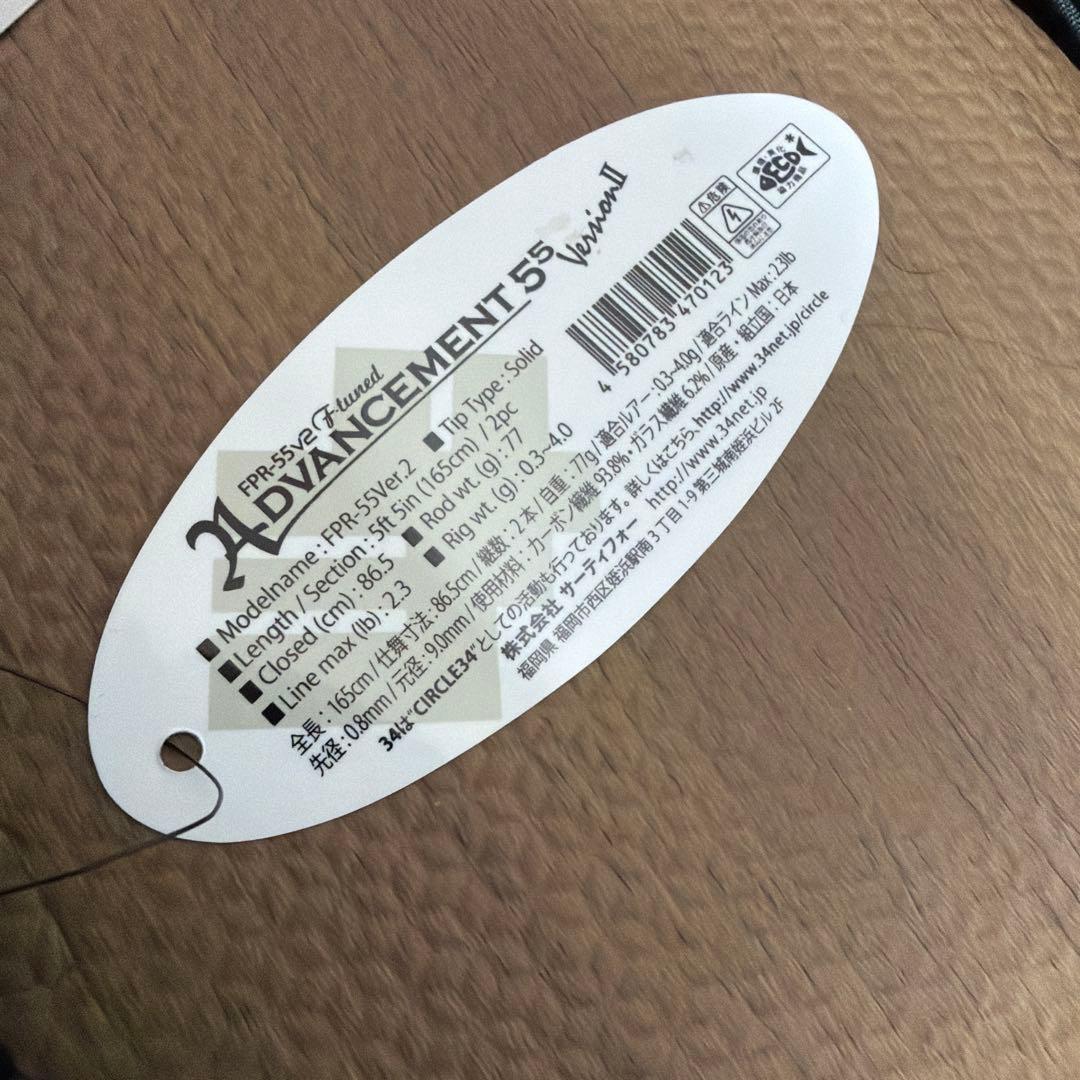 FPR-55v2 F-tuned
ADVANCEMENT 55
Version II
■Modelname : FPR-55Ver.2
■Tip Type : Solid
■Length / Section : 5ft 5in (165cm) / 2pc
■Closed (cm) : 86.5
■Rod wt. (g) : 77
■Line max (lb) : 2.3
■Rig wt. (g) : 0.3~4.0
全長 : 165cm / 仕舞寸法 : 86.5cm / 継数 : 2本 / 自重 : 77g / 適合ルアー : 0.3~4.0g / 適合ライン Max : 2.3lb
先径 : 0.8mm / 元径 : 9.0mm / 使用材料 : カーボン繊維 93.8%・ガラス繊維 6.2% / 原産・組立国 : 日本
34は"CIRCLE34"としての活動も行っております。詳しくはこちら、http://www.34net.jp/circle
株式会社 サーティフォー http://www.34net.jp
福岡県 福岡市西区姪浜駅南3丁目1-9 第三城南姪浜ビル2F
4 580783 470123
危険
ECO